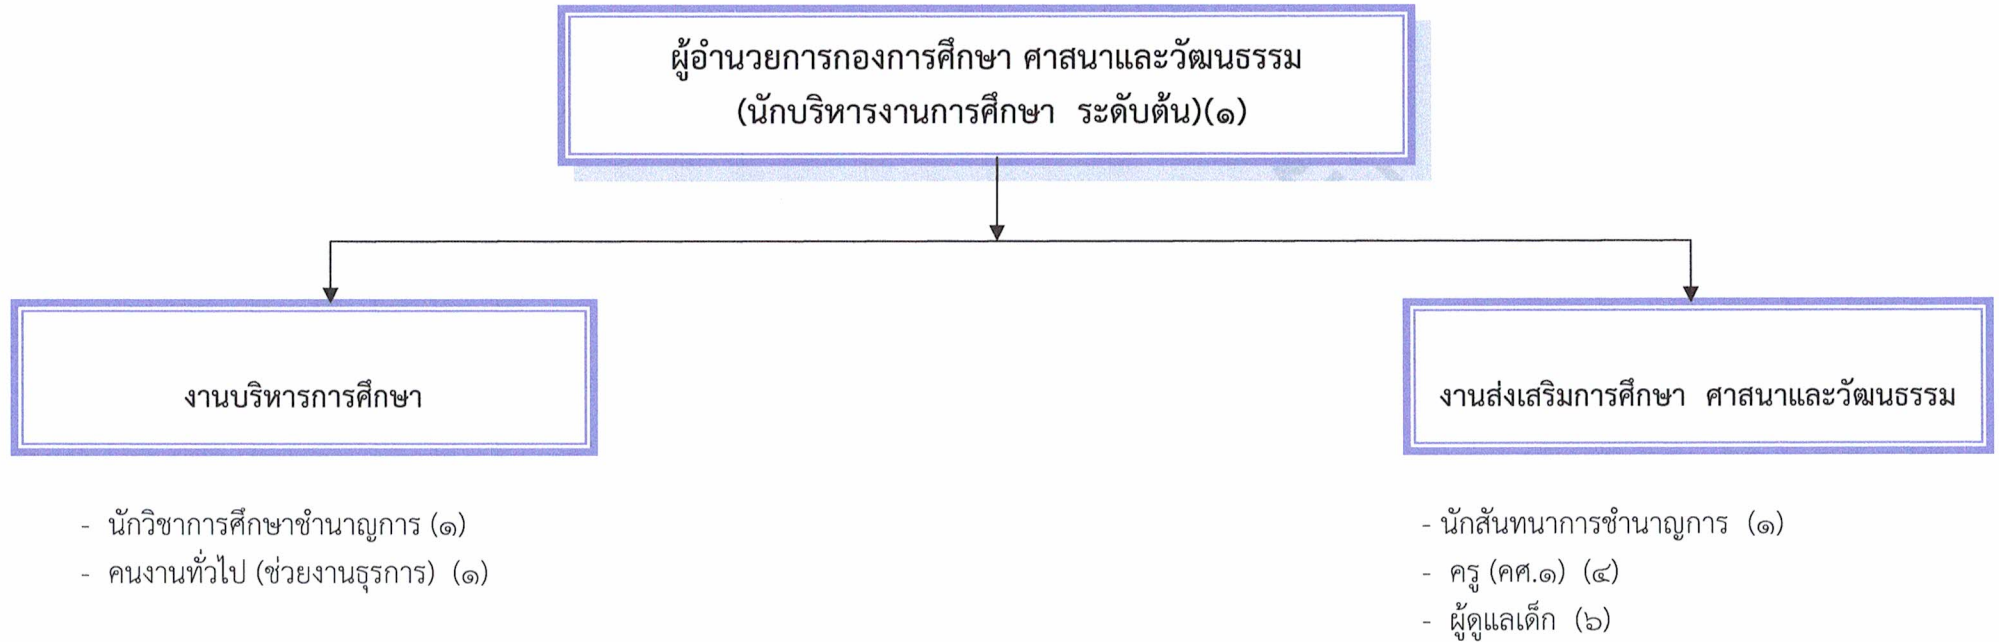 ผู้อำนวยการกองการศึกษา ศาสนาและวัฒนธรรม
(นักบริหารงานการศึกษา ระดับต้น)(๑)
งานบริหารการศึกษา
- นักวิชาการศึกษาชำนาญการ (๑)
- คนงานทั่วไป (ช่วยงานธุรการ) (๑)
งานส่งเสริมการศึกษา ศาสนาและวัฒนธรรม
- นักสันทนาการชำนาญการ (๑)
- ครู (คศ.๑) (๔)
- ผู้ดูแลเด็ก (๖)